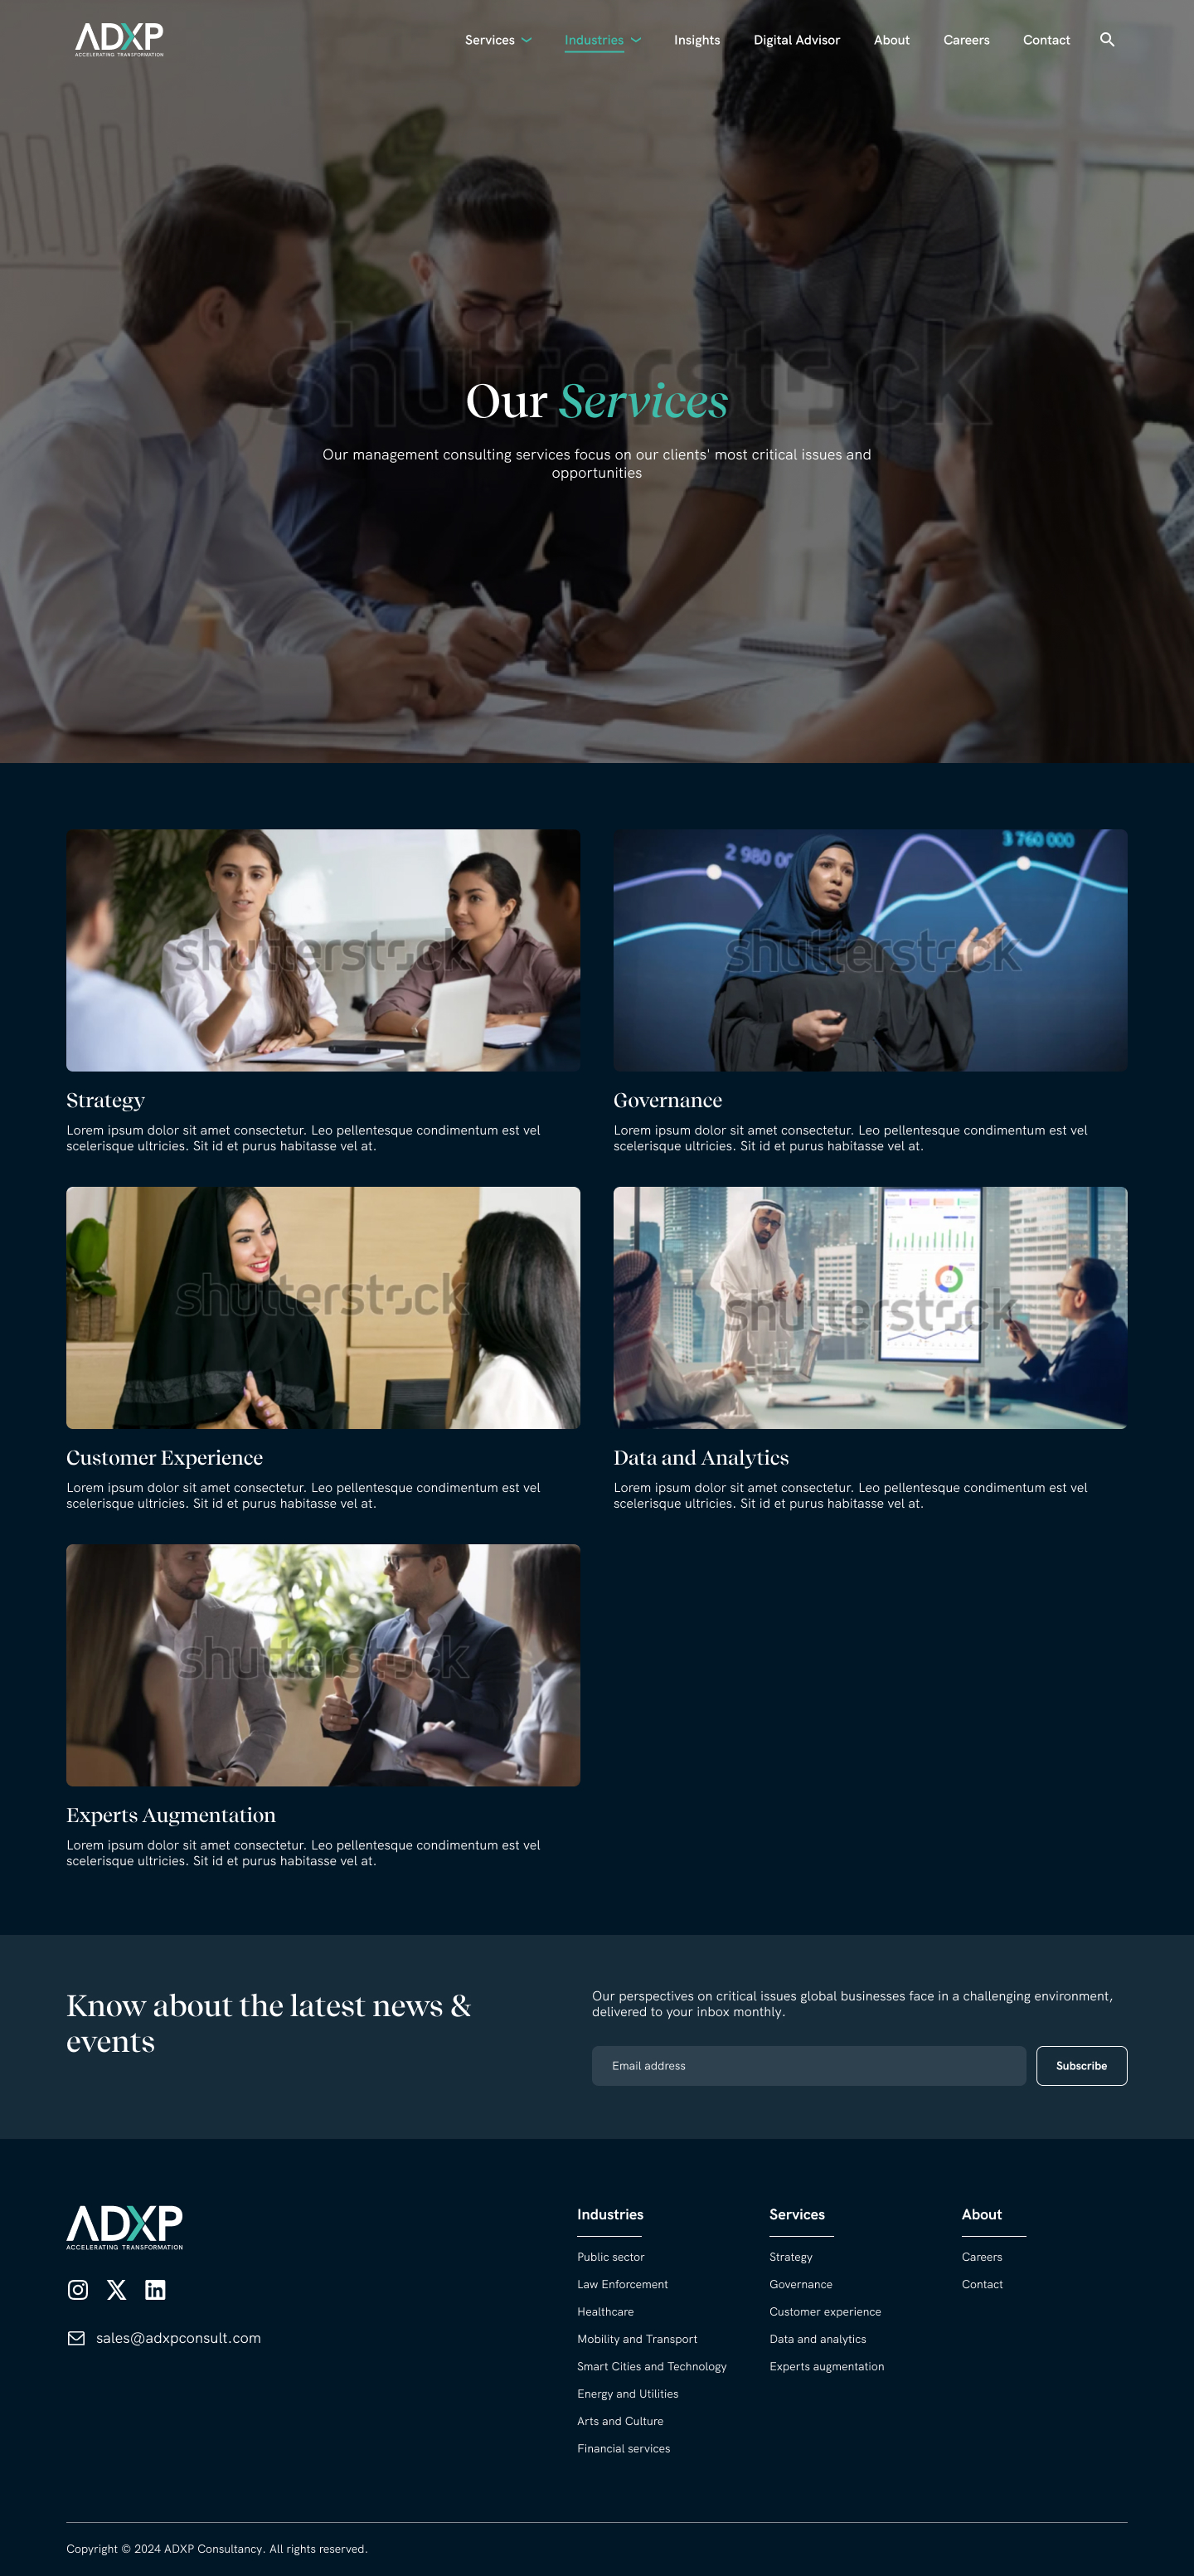 ADXP
ACCELERATING TRANSFORMATION
Services
Industries
Insights
Digital Advisor
About
Careers
Contact
shutterstock
Our Services
Our management consulting services focus on our clients' most critical issues and
opportunities
2 980 00
3 760 000
shutterstock
shutterstock
Strategy
Governance
Lorem ipsum dolor sit amet consectetur. Leo pellentesque condimentum est vel
scelerisque ultricies. Sit id et purus habitasse vel at.
Lorem ipsum dolor sit amet consectetur. Leo pellentesque condimentum est vel
scelerisque ultricies. Sit id et purus habitasse vel at.
shutterstock
shutterstock
Customer Experience
Data and Analytics
Lorem ipsum dolor sit amet consectetur. Leo pellentesque condimentum est vel
scelerisque ultricies. Sit id et purus habitasse vel at.
Lorem ipsum dolor sit amet consectetur. Leo pellentesque condimentum est vel
scelerisque ultricies. Sit id et purus habitasse vel at.
shutterstock
Experts Augmentation
Lorem ipsum dolor sit amet consectetur. Leo pellentesque condimentum est vel
scelerisque ultricies. Sit id et purus habitasse vel at.
Know about the latest news &
events
Our perspectives on critical issues global businesses face in a challenging environment,
delivered to your inbox monthly.
Email address
Subscribe
ADXP
ACCELERATING TRANSFORMATION
sales@adxpconsult.com
Industries
Public sector
Law Enforcement
Healthcare
Mobility and Transport
Smart Cities and Technology
Energy and Utilities
Arts and Culture
Financial services
Services
Strategy
Governance
Customer experience
Data and analytics
Experts augmentation
About
Careers
Contact
Copyright © 2024 ADXP Consultancy. All rights reserved.